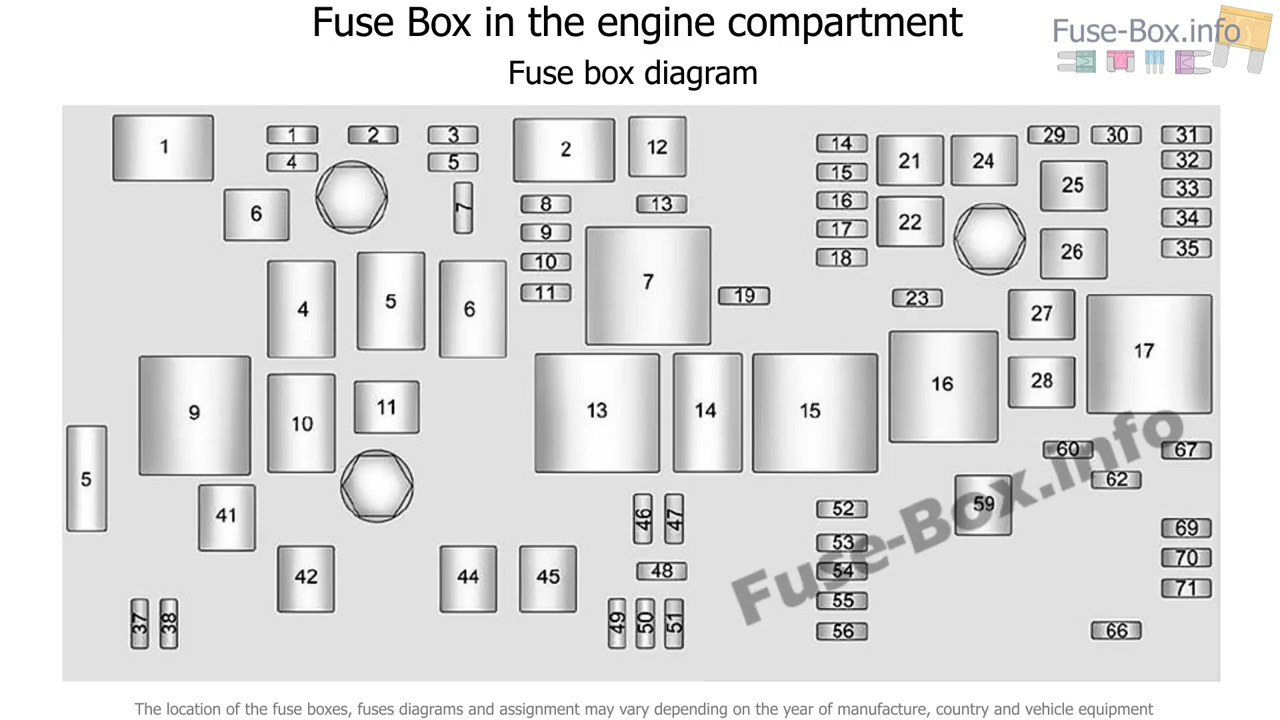 Fuse Box in the engine compartment
Fuse-Box.info
Fuse box diagram
1 1 2 3 2 12 14 21 24 29 30 31
4 5 15 25 32
6 7 8 13 16 22 33
9 17 26 34
4 5 6 10 7 18 35
11 19 23 27
9 10 11 13 14 15 16 28 17
5 41 60 67
59 62
46 47 52 69
42 44 45 48 53 70
54 71
37 38 49 50 51 55 66
56
Fuse-Box.info
The location of the fuse boxes, fuses diagrams and assignment may vary depending on the year of manufacture, country and vehicle equipment